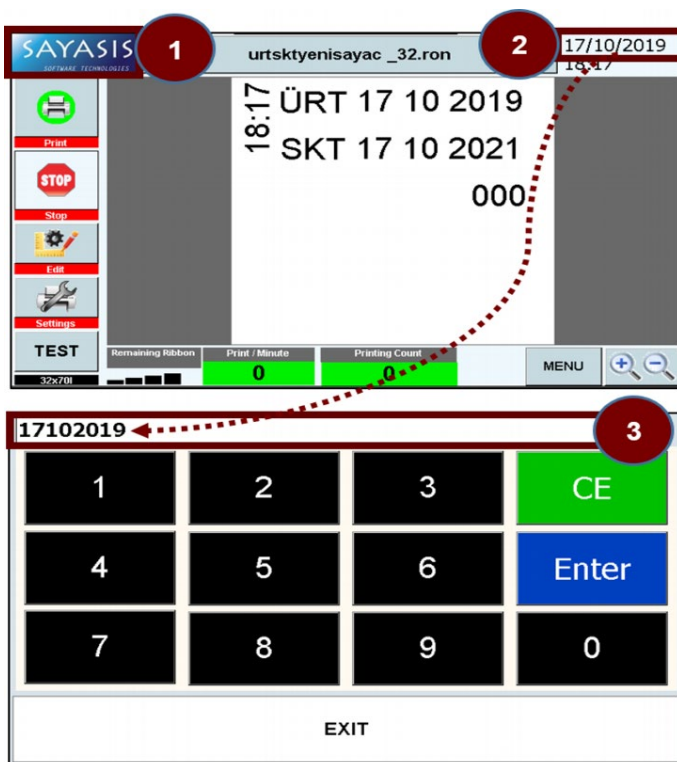 SAYASIS
SOFTWARE TECHNOLOGIES
1
urtsktyenisayac _32.ron
2
17/10/2019
18:17
Print
STOP
Stop
Edit
Settings
TEST
32x70l
18:17
ÜRT 17 10 2019
SKT 17 10 2021
000
Remaining Ribbon
Print / Minute
0
Printing Count
0
MENU
17102019
3
1 2 3 CE
4 5 6 Enter
7 8 9 0
EXIT